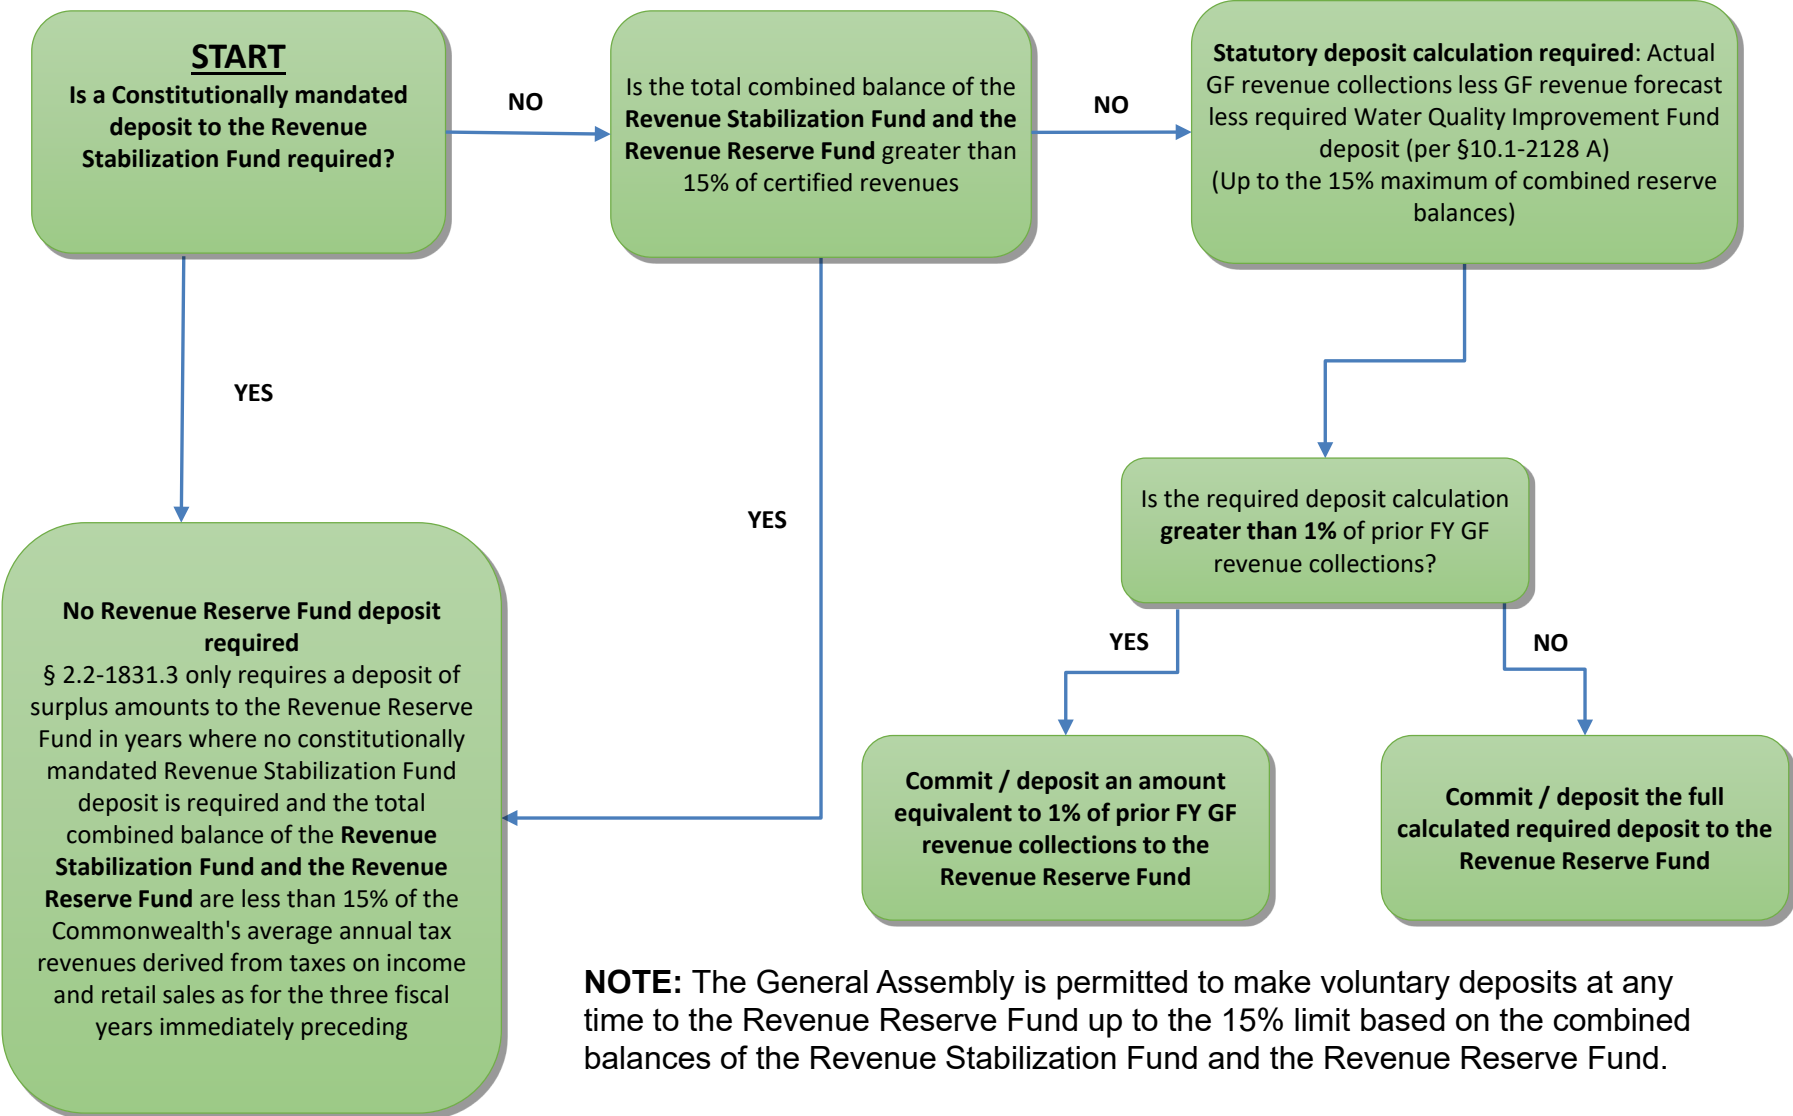 START
Is a Constitutionally mandated
deposit to the Revenue
Stabilization Fund required?
NO
Is the total combined balance of the
Revenue Stabilization Fund and the
Revenue Reserve Fund greater than
15% of certified revenues
NO
Statutory deposit calculation required: Actual
GF revenue collections less GF revenue forecast
less required Water Quality Improvement Fund
deposit (per §10.1-2128 A)
(Up to the 15% maximum of combined reserve
balances)
YES
YES
Is the required deposit calculation
greater than 1% of prior FY GF
revenue collections?
YES
NO
No Revenue Reserve Fund deposit
required
§ 2.2-1831.3 only requires a deposit of
surplus amounts to the Revenue Reserve
Fund in years where no constitutionally
mandated Revenue Stabilization Fund
deposit is required and the total
combined balance of the Revenue
Stabilization Fund and the Revenue
Reserve Fund are less than 15% of the
Commonwealth's average annual tax
revenues derived from taxes on income
and retail sales as for the three fiscal
years immediately preceding
Commit / deposit an amount
equivalent to 1% of prior FY GF
revenue collections to the
Revenue Reserve Fund
Commit / deposit the full
calculated required deposit to the
Revenue Reserve Fund
NOTE: The General Assembly is permitted to make voluntary deposits at any
time to the Revenue Reserve Fund up to the 15% limit based on the combined
balances of the Revenue Stabilization Fund and the Revenue Reserve Fund.